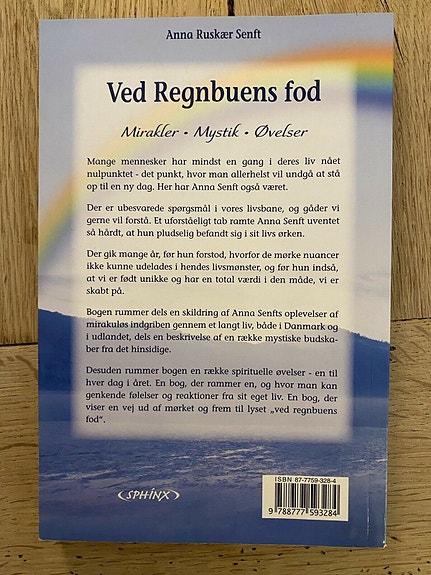 Anna Ruskær Senft
Ved Regnbuens fod
Mirakler • Mystik • Øvelser
Mange mennesker har mindst en gang i deres liv nået
nulpunktet - det punkt, hvor man allerhelst vil undgå at stå
op til en ny dag. Her har Anna Senft også været.
Der er ubesvarede spørgsmål i vores livsbane, og gåder vi
gerne vil forstå. Et uforståeligt tab ramte Anna Senft uventet
så hårdt, at hun pludselig befandt sig i sit livs ørken.
Der gik mange år, før hun forstod, hvorfor de mørke nuancer
ikke kunne udelades i hendes livsmønster, og før hun indså,
at vi er født unikke og har en total værdi i den måde, vi er
skabt på.
Bogen rummer dels en skildring af Anna Senfts oplevelser af
mirakuløs indgriben gennem et langt liv, både i Danmark og
i udlandet, dels en beskrivelse af en række mystiske budska-
ber fra det hinsidige.
Desuden rummer bogen en række spirituelle øvelser - en til
hver dag i året. En bog, der rammer en, og hvor man kan
genkende følelser og reaktioner fra sit eget liv. En bog, der
viser en vej ud af mørket og frem til lyset „ved regnbuens
fod“.
SPHINX
ISBN 87-7759-328-4
9 788777 593284